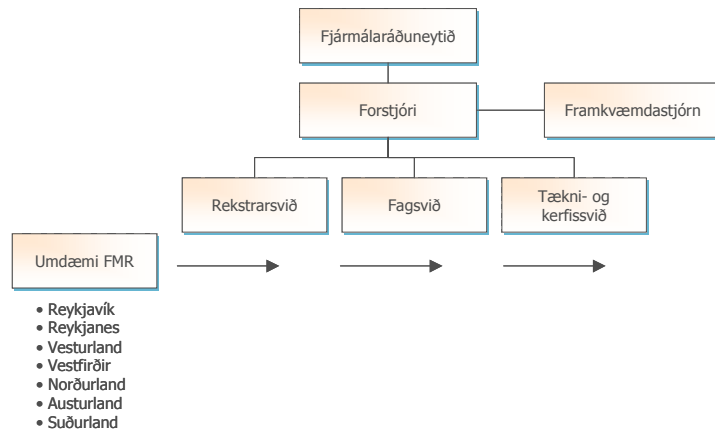 Fjármálaráðuneytið
Forstjóri
Framkvæmdastjórn
Rekstrarsvið
Fagsvið
Tækni- og
kerfissvið
Umdæmi FMR
• Reykjavík
• Reykjanes
• Vesturland
• Vestfirðir
• Norðurland
• Austurland
• Suðurland